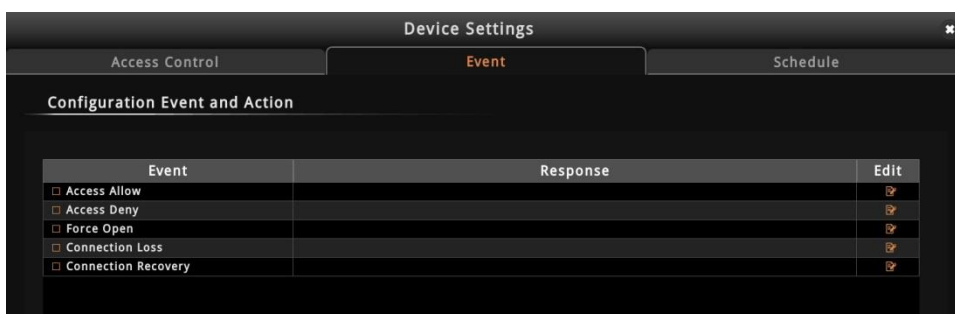 Device Settings
Access Control Event Schedule
Configuration Event and Action
Event Response Edit
Access Allow
Access Deny
Force Open
Connection Loss
Connection Recovery